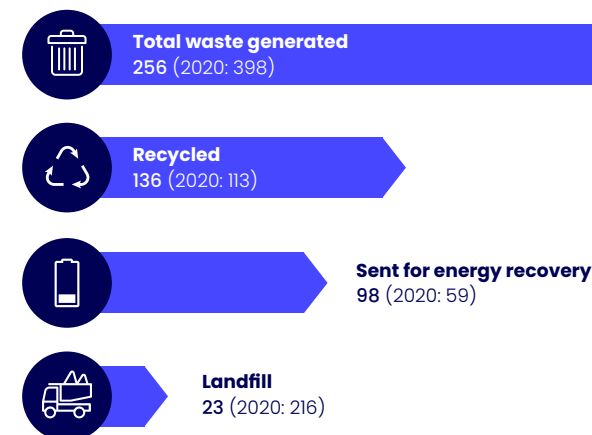 Total waste generated
256 (2020: 398)
Recycled
136 (2020: 113)
Sent for energy recovery
98 (2020: 59)
Landfill
23 (2020: 216)